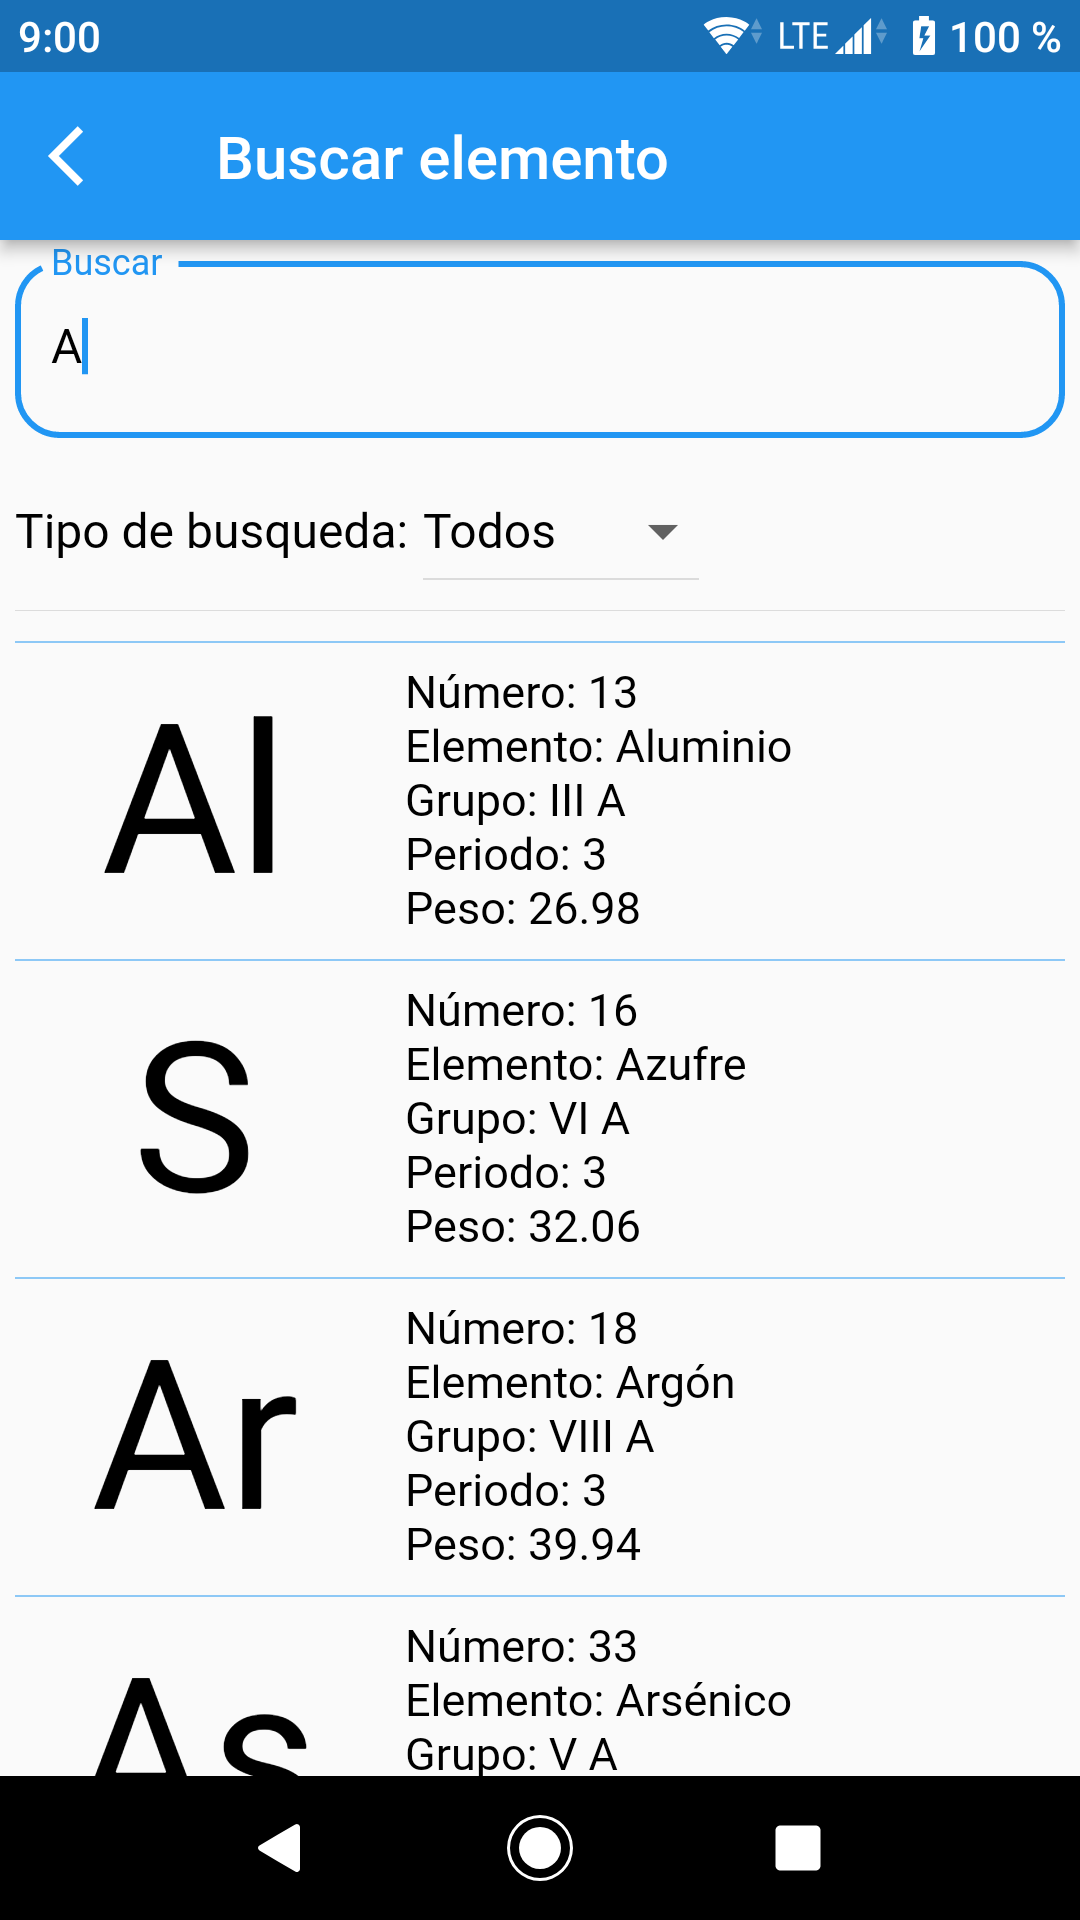 9:00 LTE 100 %
Buscar elemento
Buscar
A
Tipo de busqueda: Todos
Al
Número: 13
Elemento: Aluminio
Grupo: III A
Periodo: 3
Peso: 26.98
S
Número: 16
Elemento: Azufre
Grupo: VI A
Periodo: 3
Peso: 32.06
Ar
Número: 18
Elemento: Argón
Grupo: VIII A
Periodo: 3
Peso: 39.94
As
Número: 33
Elemento: Arsénico
Grupo: V A